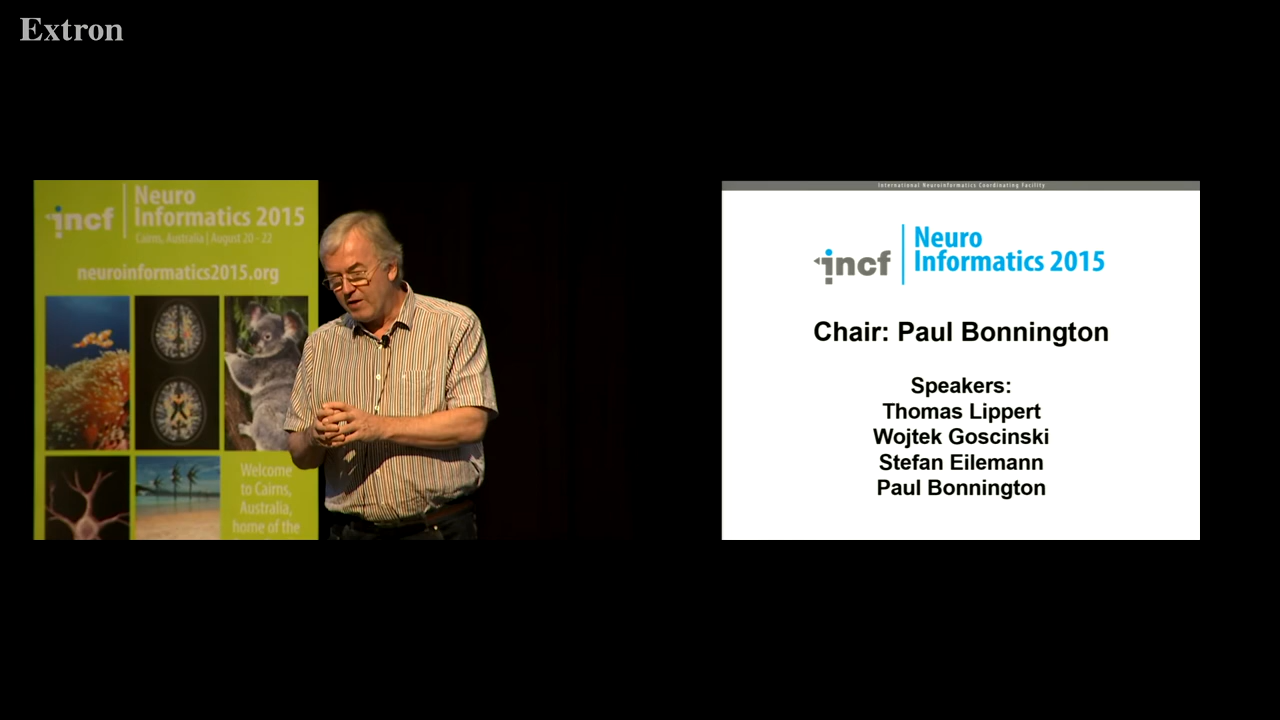 Extron
incf
Neuro
Informatics 2015
Cairns, Australia | August 20 - 22
neuroinformatics2015.org
Welcome
to Cairns,
Australia,
home of the
International Neuroinformatics Coordinating Facility
incf
Neuro
Informatics 2015
Chair: Paul Bonnington
Speakers:
Thomas Lippert
Wojtek Goscinski
Stefan Eilemann
Paul Bonnington